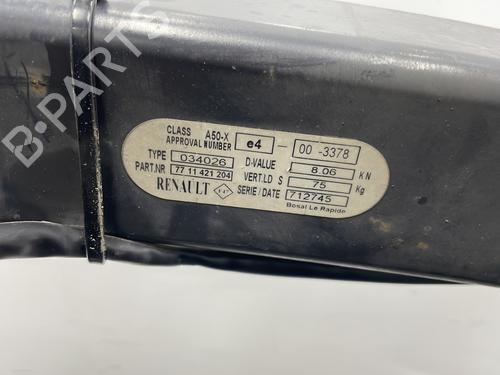 CLASS A50-X
APPROVAL NUMBER e4 - 00-3378
TYPE 034026 D-VALUE 8.06 KN
PART.NR 77 11 421 204 VERT.LD S 75 Kg
RENAULT SERIE/DATE 712745
Bosal Le Rapide
B-PARTS